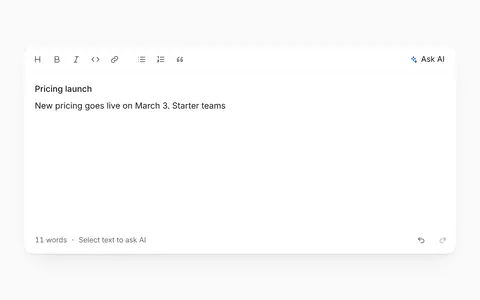 H B I
Ask AI
Pricing launch
New pricing goes live on March 3. Starter teams
11 words · Select text to ask AI